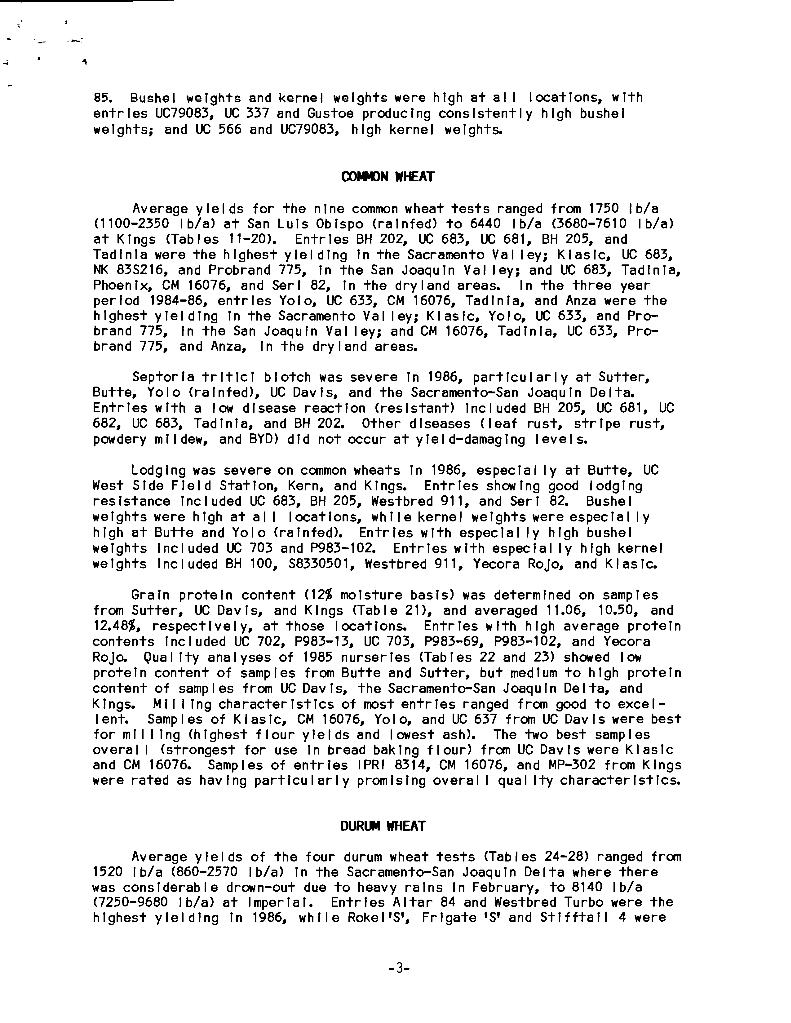 85. Bushel weights and kernel weights were high at all locations, with
entries UC79083, UC 337 and Gustoe producing consistently high bushel
weights; and UC 566 and UC79083, high kernel weights.
COMMON WHEAT
Average yields for the nine common wheat tests ranged from 1750 lb/a
(1100-2350 lb/a) at San Luis Obispo (rainfed) to 6440 lb/a (3680-7610 lb/a)
at Kings (Tables 11-20). Entries BH 202, UC 683, UC 681, BH 205, and
Tadinia were the highest yielding in the Sacramento Valley; Klasic, UC 683,
NK 83S216, and Probrand 775, in the San Joaquin Valley; and UC 683, Tadinia,
Phoenix, CM 16076, and Seri 82, in the dryland areas. In the three year
period 1984-86, entries Yolo, UC 633, CM 16076, Tadinia, and Anza were the
highest yielding in the Sacramento Valley; Klasic, Yolo, UC 633, and Pro-
brand 775, in the San Joaquin Valley; and CM 16076, Tadinia, UC 633, Pro-
brand 775, and Anza, in the dryland areas.
Septoria tritici blotch was severe in 1986, particularly at Sutter,
Butte, Yolo (rainfed), UC Davis, and the Sacramento-San Joaquin Delta.
Entries with a low disease reaction (resistant) included BH 205, UC 681, UC
682, UC 683, Tadinia, and BH 202. Other diseases (leaf rust, stripe rust,
powdery mildew, and BYD) did not occur at yield-damaging levels.
Lodging was severe on common wheats in 1986, especially at Butte, UC
West Side Field Station, Kern, and Kings. Entries showing good lodging
resistance included UC 683, BH 205, Westbred 911, and Seri 82. Bushel
weights were high at all locations, while kernel weights were especially
high at Butte and Yolo (rainfed). Entries with especially high bushel
weights included UC 703 and P983-102. Entries with especially high kernel
weights included BH 100, S8330501, Westbred 911, Yecora Rojo, and Klasic.
Grain protein content (12% moisture basis) was determined on samples
from Sutter, UC Davis, and Kings (Table 21), and averaged 11.06, 10.50, and
12.48%, respectively, at those locations. Entries with high average protein
contents included UC 702, P983-13, UC 703, P983-69, P983-102, and Yecora
Rojo. Quality analyses of 1985 nurseries (Tables 22 and 23) showed low
protein content of samples from Butte and Sutter, but medium to high protein
content of samples from UC Davis, the Sacramento-San Joaquin Delta, and
Kings. Milling characteristics of most entries ranged from good to excel-
lent. Samples of Klasic, CM 16076, Yolo, and UC 637 from UC Davis were best
for milling (highest flour yields and lowest ash). The two best samples
overall (strongest for use in bread baking flour) from UC Davis were Klasic
and CM 16076. Samples of entries IPRI 8314, CM 16076, and MP-302 from Kings
were rated as having particularly promising overall quality characteristics.
DURUM WHEAT
Average yields of the four durum wheat tests (Tables 24-28) ranged from
1520 lb/a (860-2570 lb/a) in the Sacramento-San Joaquin Delta where there
was considerable drown-out due to heavy rains in February, to 8140 lb/a
(7250-9680 lb/a) at Imperial. Entries Altar 84 and Westbred Turbo were the
highest yielding in 1986, while Rokel'S', Frigate 'S' and Stifftail 4 were
-3-